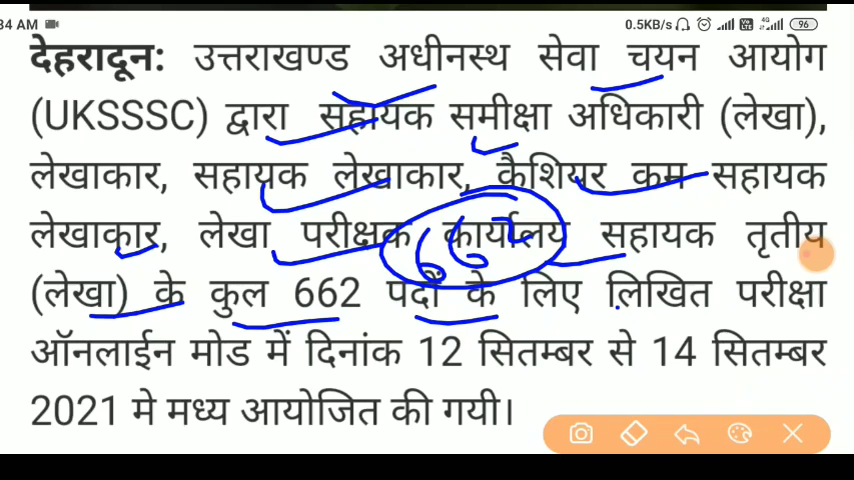 34 AM 0.5KB/s 4G 96
देहरादून: उत्तराखण्ड अधीनस्थ सेवा चयन आयोग
(UKSSSC) द्वारा सहायक समीक्षा अधिकारी (लेखा),
लेखाकार, सहायक लेखाकार, कैशियर कम सहायक
लेखाकार, लेखा परीक्षक कार्यालय सहायक तृतीय
662
(लेखा) के कुल 662 पदों के लिए लिखित परीक्षा
ऑनलाईन मोड में दिनांक 12 सितम्बर से 14 सितम्बर
2021 मे मध्य आयोजित की गयी।